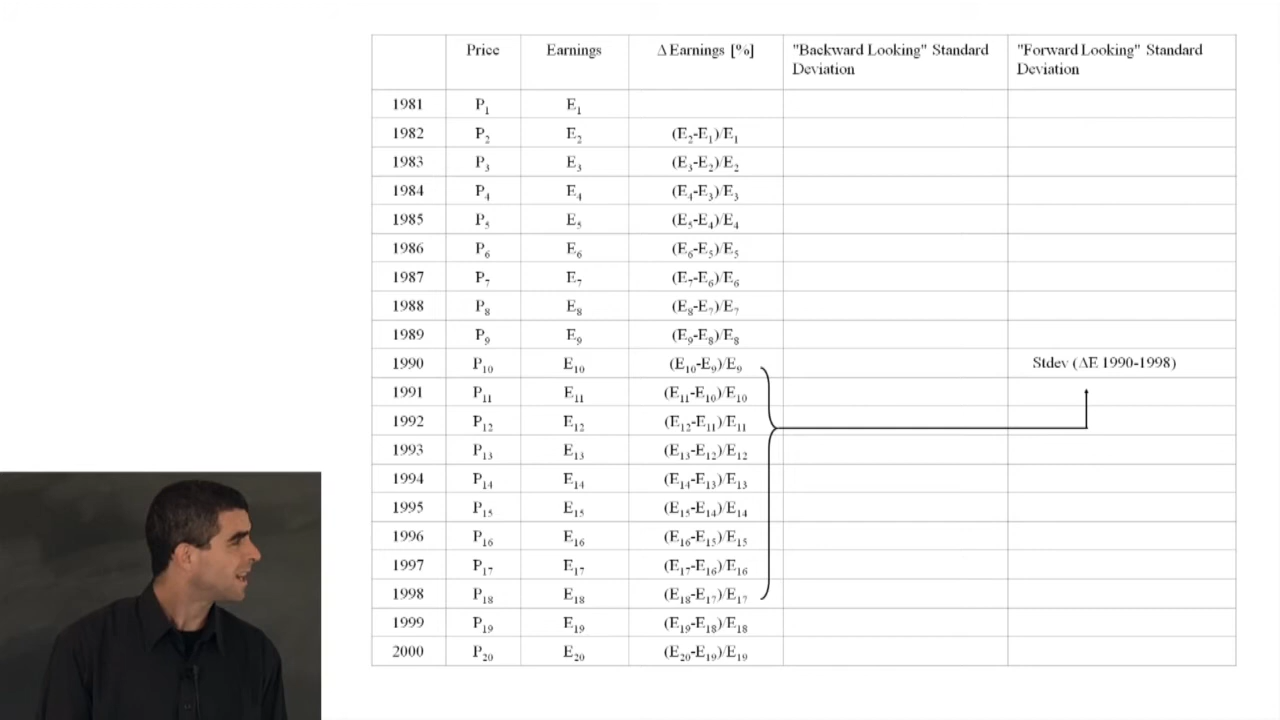 Price Earnings Δ Earnings [%] "Backward Looking" Standard Deviation "Forward Looking" Standard Deviation
1981 P₁ E₁
1982 P₂ E₂ (E₂-E₁)/E₁
1983 P₃ E₃ (E₃-E₂)/E₂
1984 P₄ E₄ (E₄-E₃)/E₃
1985 P₅ E₅ (E₅-E₄)/E₄
1986 P₆ E₆ (E₆-E₅)/E₅
1987 P₇ E₇ (E₇-E₆)/E₆
1988 P₈ E₈ (E₈-E₇)/E₇
1989 P₉ E₉ (E₉-E₈)/E₈
1990 P₁₀ E₁₀ (E₁₀-E₉)/E₉ Stdev (ΔE 1990-1998)
1991 P₁₁ E₁₁ (E₁₁-E₁₀)/E₁₀
1992 P₁₂ E₁₂ (E₁₂-E₁₁)/E₁₁
1993 P₁₃ E₁₃ (E₁₃-E₁₂)/E₁₂
1994 P₁₄ E₁₄ (E₁₄-E₁₃)/E₁₃
1995 P₁₅ E₁₅ (E₁₅-E₁₄)/E₁₄
1996 P₁₆ E₁₆ (E₁₆-E₁₅)/E₁₅
1997 P₁₇ E₁₇ (E₁₇-E₁₆)/E₁₆
1998 P₁₈ E₁₈ (E₁₈-E₁₇)/E₁₇
1999 P₁₉ E₁₉ (E₁₉-E₁₈)/E₁₈
2000 P₂₀ E₂₀ (E₂₀-E₁₉)/E₁₉